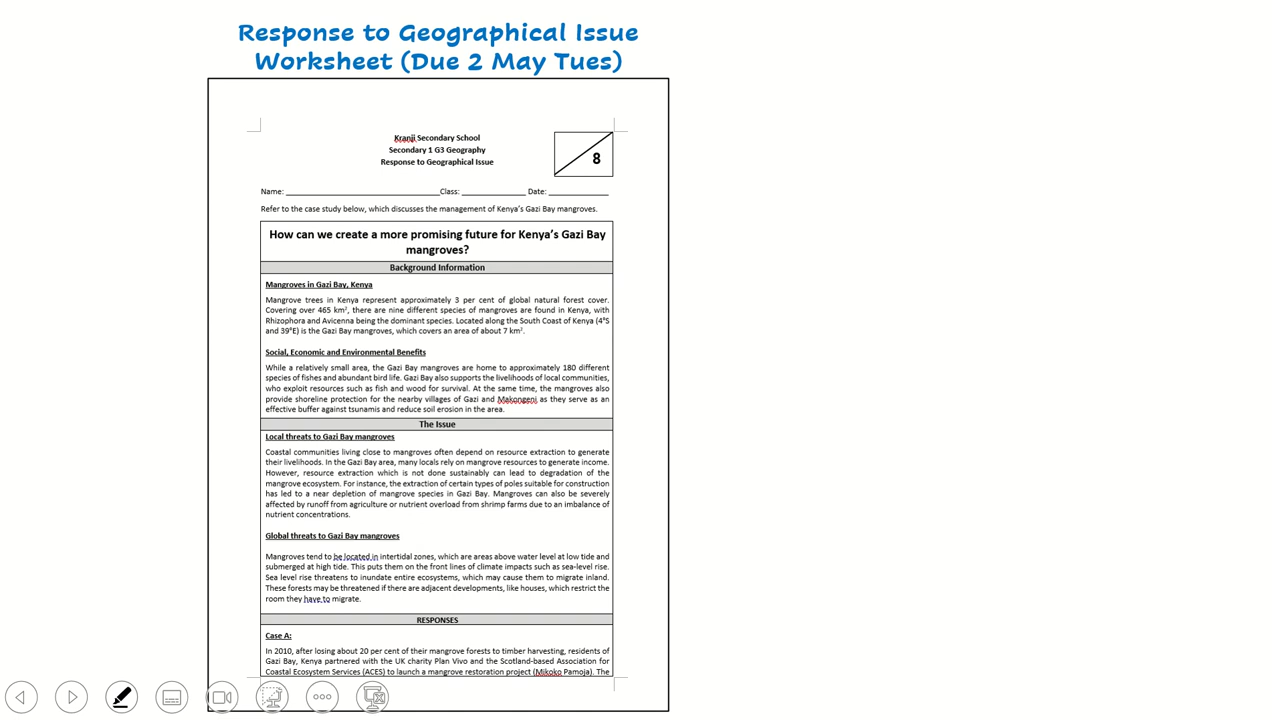 Response to Geographical Issue
Worksheet (Due 2 May Tues)
Kranji Secondary School
Secondary 1 G3 Geography
Response to Geographical Issue
8
Name: ________________ Class: ________ Date: ________
Refer to the case study below, which discusses the management of Kenya's Gazi Bay mangroves.
How can we create a more promising future for Kenya's Gazi Bay
mangroves?
Background Information
Mangroves in Gazi Bay, Kenya
Mangrove trees in Kenya represent approximately 3 per cent of global natural forest cover.
Covering over 465 km², there are nine different species of mangroves are found in Kenya, with
Rhizophora and Avicenna being the dominant species. Located along the South Coast of Kenya (4°S
and 39°E) is the Gazi Bay mangroves, which covers an area of about 7 km².
Social, Economic and Environmental Benefits
While a relatively small area, the Gazi Bay mangroves are home to approximately 180 different
species of fishes and abundant bird life. Gazi Bay also supports the livelihoods of local communities,
who exploit resources such as fish and wood for survival. At the same time, the mangroves also
provide shoreline protection for the nearby villages of Gazi and Makongeni as they serve as an
effective buffer against tsunamis and reduce soil erosion in the area.
The Issue
Local threats to Gazi Bay mangroves
Coastal communities living close to mangroves often depend on resource extraction to generate
their livelihoods. In the Gazi Bay area, many locals rely on mangrove resources to generate income.
However, resource extraction which is not done sustainably can lead to degradation of the
mangrove ecosystem. For instance, the extraction of certain types of poles suitable for construction
has led to a near depletion of mangrove species in Gazi Bay. Mangroves can also be severely
affected by runoff from agriculture or nutrient overload from shrimp farms due to an imbalance of
nutrient concentrations.
Global threats to Gazi Bay mangroves
Mangroves tend to be located in intertidal zones, which are areas above water level at low tide and
submerged at high tide. This puts them on the front lines of climate impacts such as sea-level rise.
Sea level rise threatens to inundate entire ecosystems, which may cause them to migrate inland.
These forests may be threatened if there are adjacent developments, like houses, which restrict the
room they have to migrate.
RESPONSES
Case A:
In 2010, after losing about 20 per cent of their mangrove forests to timber harvesting, residents of
Gazi Bay, Kenya partnered with the UK charity Plan Vivo and the Scotland-based Association for
Coastal Ecosystem Services (ACES) to launch a mangrove restoration project (Mikoko Pamoja). The